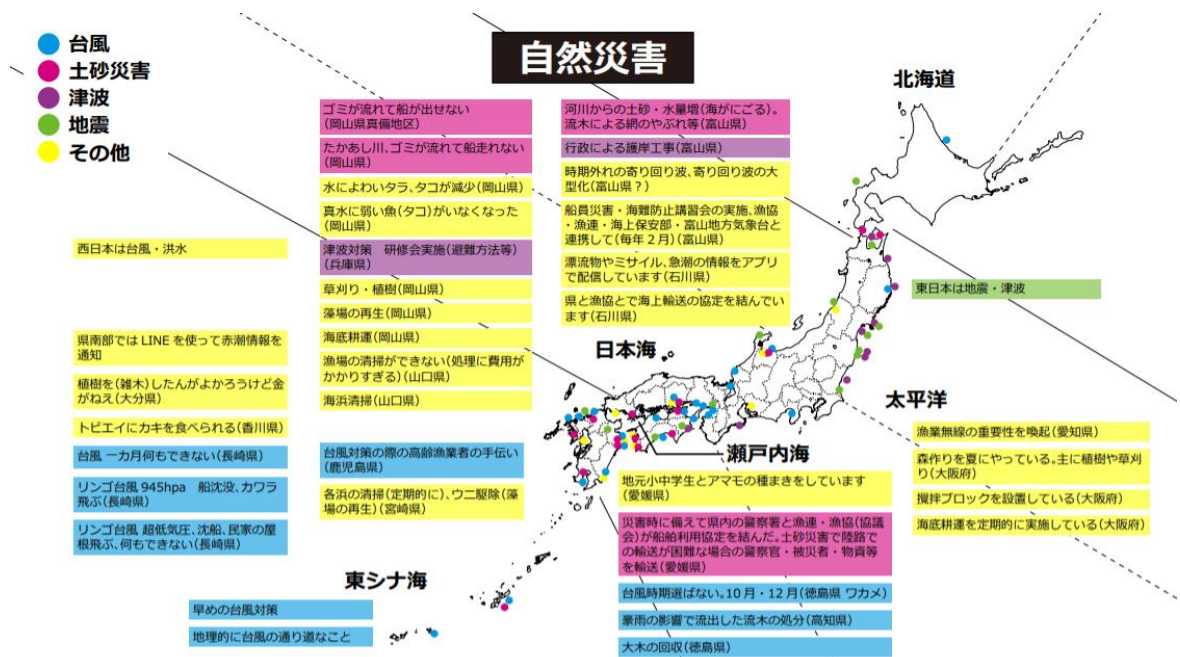 自然災害
台風
土砂災害
津波
地震
その他
北海道
日本海
太平洋
瀬戸内海
東シナ海
ゴミが流れて船が出せない
(岡山県真備地区)
たかあし川、ゴミが流れて船走れない
(岡山県)
水によわいタラ、タコが減少(岡山県)
真水に弱い魚(タコ)がいなくなった
(岡山県)
津波対策 研修会実施(避難方法等)
(兵庫県)
草刈り・植樹(岡山県)
藻場の再生(岡山県)
海底耕運(岡山県)
漁場の清掃ができない(処理に費用が
かかりすぎる)(山口県)
海浜清掃(山口県)
台風対策の際の高齢漁業者の手伝い
(鹿児島県)
各浜の清掃(定期的に)、ウニ駆除(藻
場の再生)(宮崎県)
河川からの土砂・水量増(海がにごる)。
流木による網のやぶれ等(富山県)
行政による護岸工事(富山県)
時期外れの寄り回り波、寄り回り波の大
型化(富山県?)
船員災害・海難防止講習会の実施、漁協
・漁連・海上保安部・富山地方気象台と
連携して(毎年2月)(富山県)
漂流物やミサイル、急潮の情報をアプリ
で配信しています(石川県)
県と漁協とで海上輸送の協定を結んでい
ます(石川県)
西日本は台風・洪水
県南部では LINE を使って赤潮情報を
通知
植樹を(雑木)したんがよかろうけど金
がねえ(大分県)
トビエイにカキを食べられる(香川県)
台風 一カ月何もできない(長崎県)
リンゴ台風 945hpa 船沈没、カワラ
飛ぶ(長崎県)
リンゴ台風 超低気圧、沈船、民家の屋
根飛ぶ、何もできない(長崎県)
早めの台風対策
地理的に台風の通り道なこと
東日本は地震・津波
漁業無線の重要性を喚起(愛知県)
森作りを夏にやっている。主に植樹や草刈
り(大阪府)
攪拌ブロックを設置している(大阪府)
海底耕運を定期的に実施している(大阪府)
地元小中学生とアマモの種まきをしています
(愛媛県)
災害時に備えて県内の警察署と漁連・漁協(協議
会)が船舶利用協定を結んだ。土砂災害で陸路で
の輸送が困難な場合の警察官・被災者・物資等
を輸送(愛媛県)
台風時期選ばない。10月・12月(徳島県 ワカメ)
豪雨の影響で流出した流木の処分(高知県)
大木の回収(徳島県)